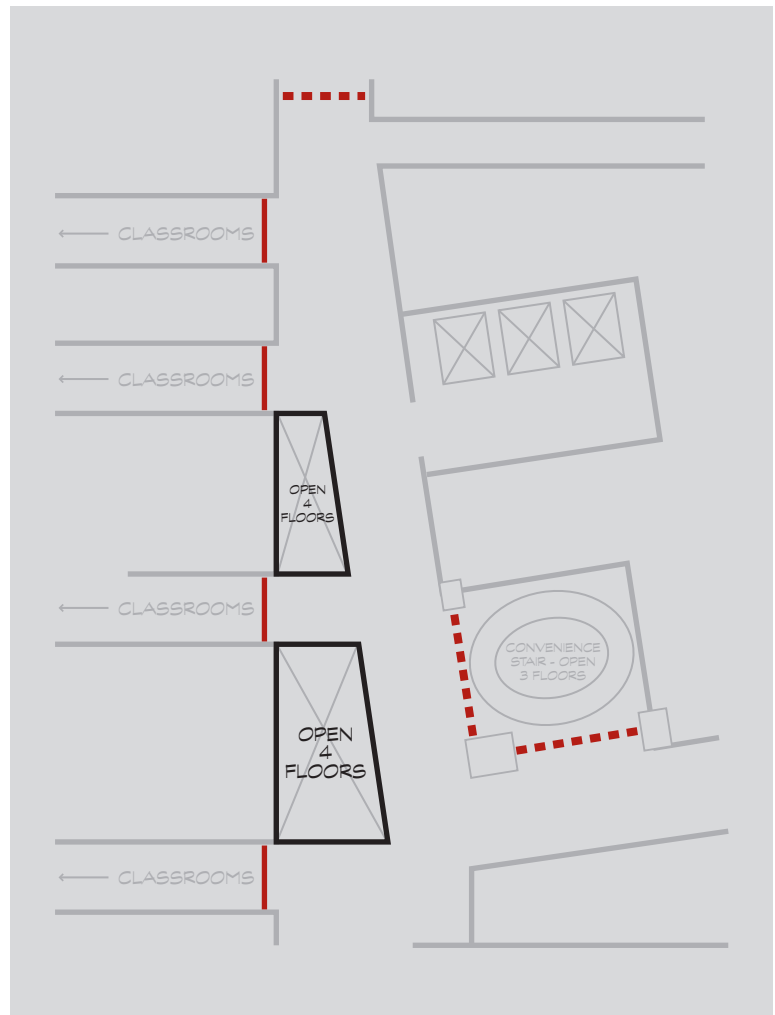 CLASSROOMS
CLASSROOMS
OPEN
4
FLOORS
CLASSROOMS
CONVENIENCE
STAIR - OPEN
3 FLOORS
OPEN
4
FLOORS
CLASSROOMS